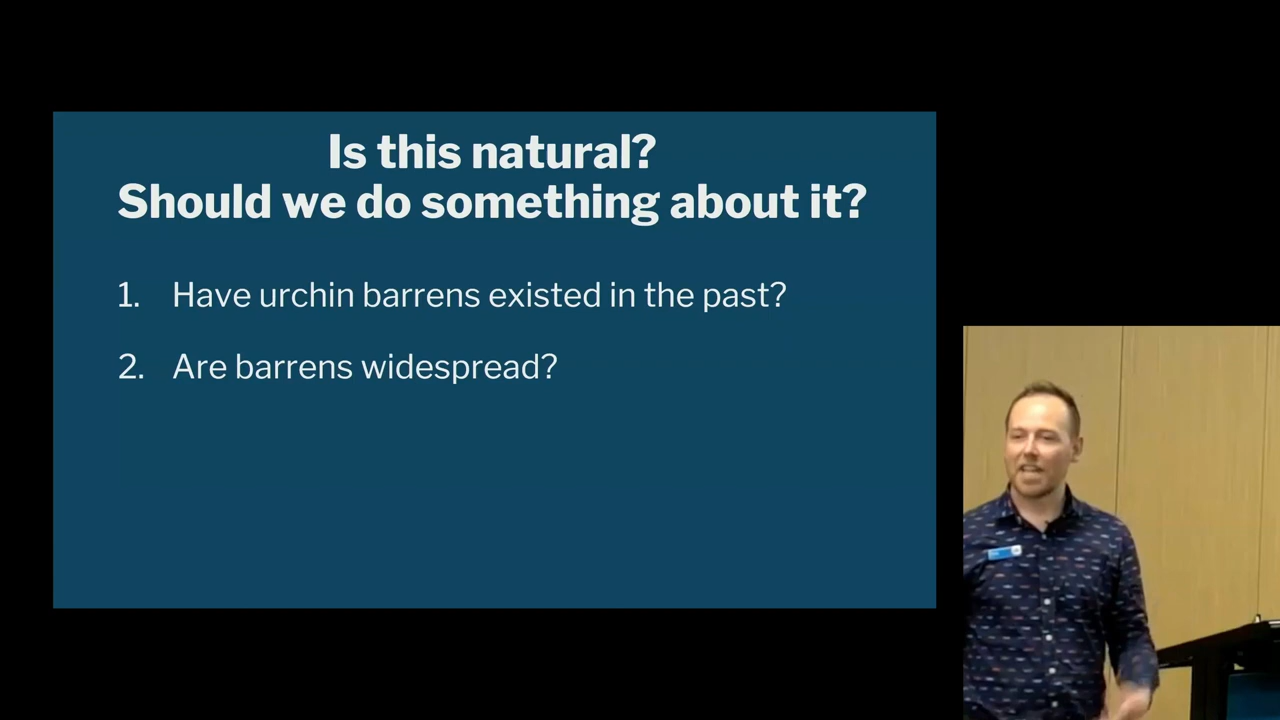 Is this natural?
Should we do something about it?
1. Have urchin barrens existed in the past?
2. Are barrens widespread?